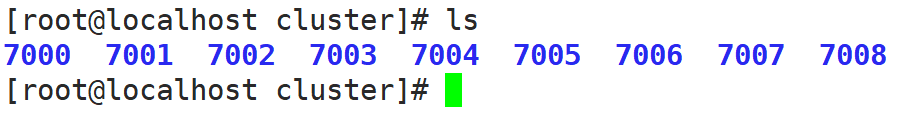 [root@localhost cluster]# ls
7000  7001  7002  7003  7004  7005  7006  7007  7008
[root@localhost cluster]#